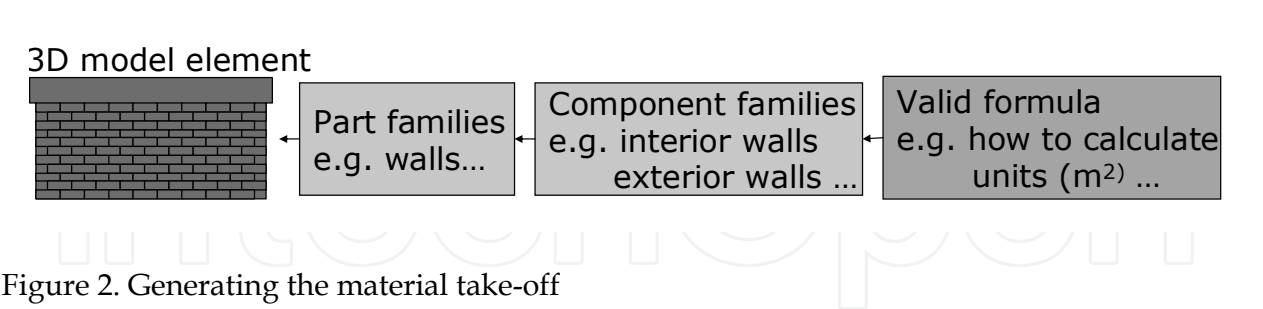 3D model element
Part families
e.g. walls...
Component families
e.g. interior walls
exterior walls ...
Valid formula
e.g. how to calculate
units (m²⁾ ...
intechopen
Figure 2. Generating the material take-off